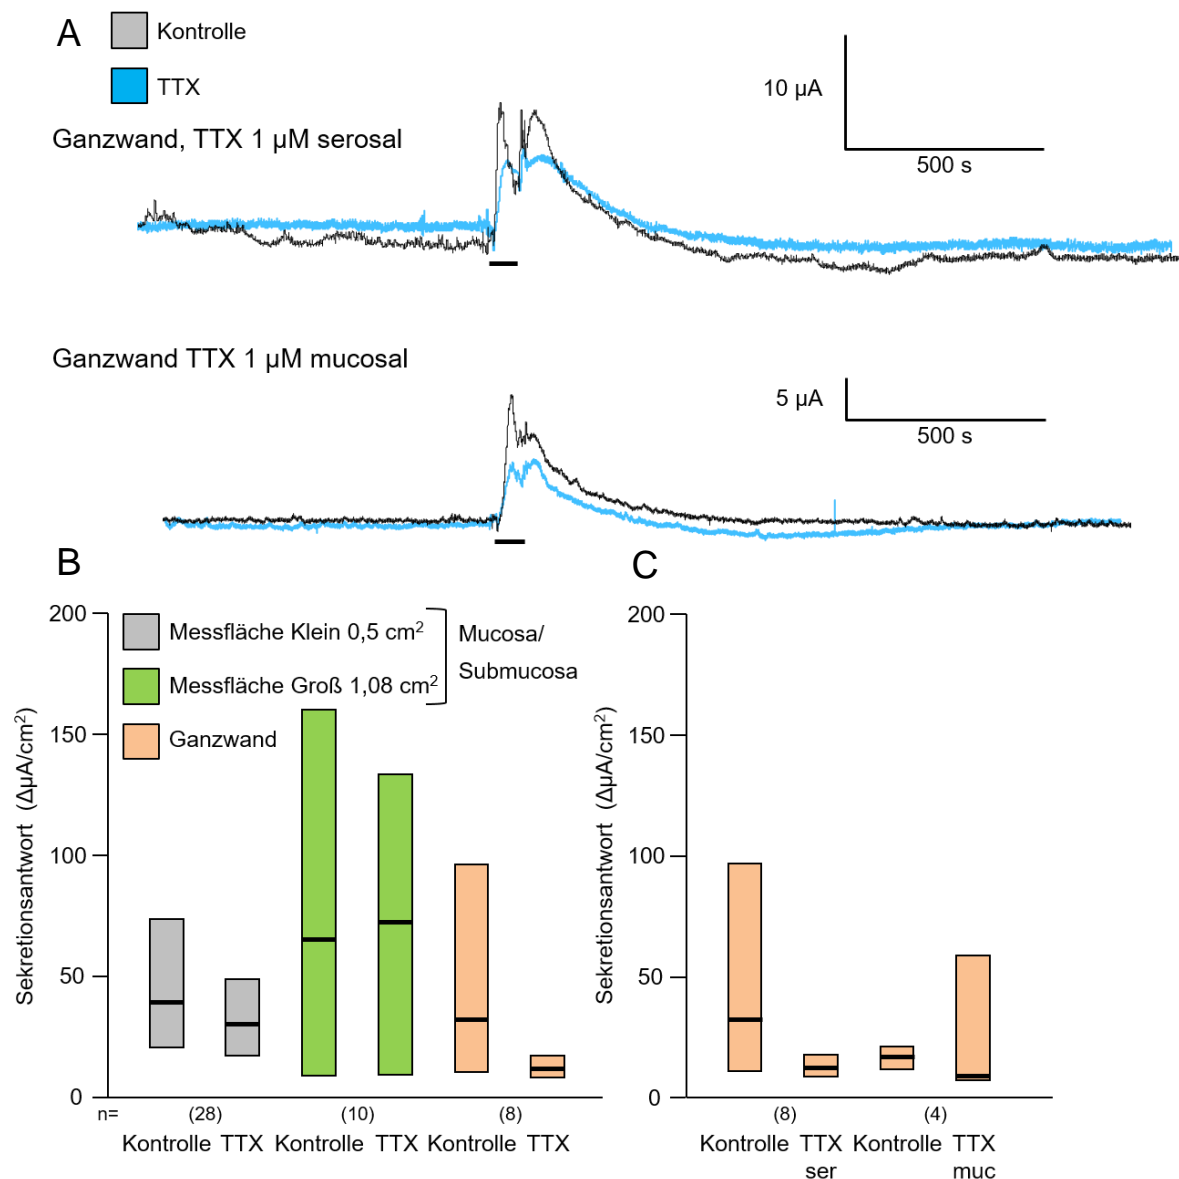 A
Kontrolle
TTX
10 µA
500 s
Ganzwand, TTX 1 µM serosal
Ganzwand TTX 1 µM mucosal
5 µA
500 s
B
200
150
100
50
0
Sekretionsantwort (ΔµA/cm²)
Messfläche Klein 0,5 cm²
Messfläche Groß 1,08 cm²
Mucosa/
Submucosa
Ganzwand
n= (28) (10) (8)
Kontrolle TTX Kontrolle TTX Kontrolle TTX
C
200
150
100
50
0
Sekretionsantwort (ΔµA/cm²)
(8) (4)
Kontrolle TTX Kontrolle TTX
ser muc